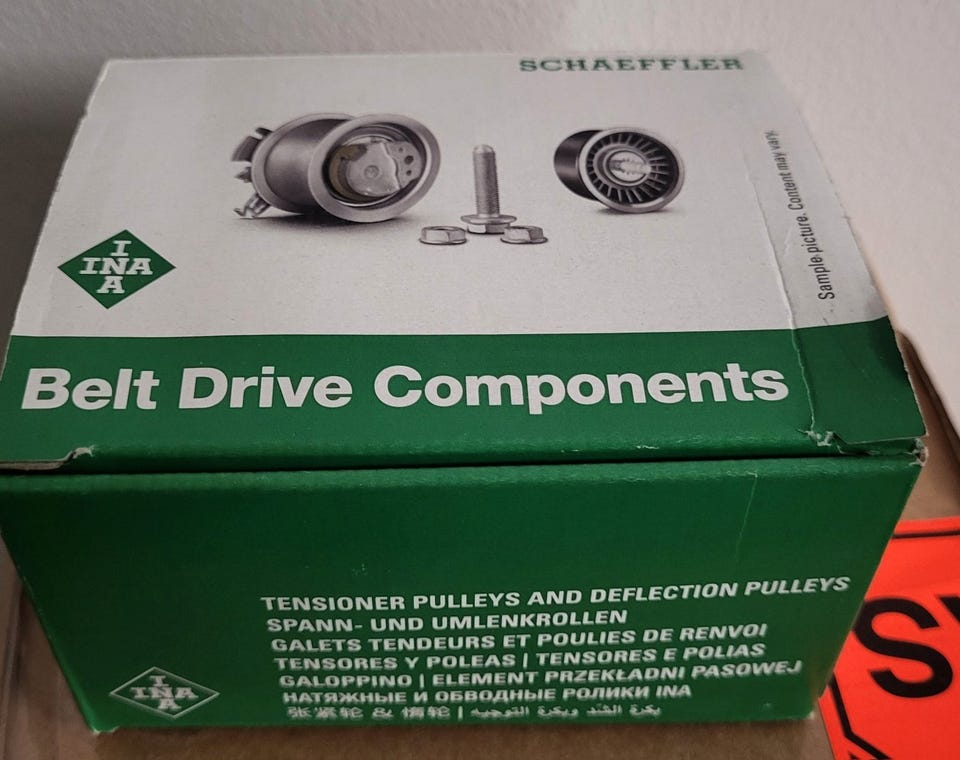 SCHAEFFLER
Sample picture. Content may vary.
INA
INA
Belt Drive Components
TENSIONER PULLEYS AND DEFLECTION PULLEYS
SPANN- UND UMLENKROLLEN
GALETS TENDEURS ET POULIES DE RENVOI
TENSORES Y POLEAS | TENSORES E POLIAS
GALOPPINO | ELEMENT PRZEKŁADNI PASOWEJ
НАТЯЖНЫЕ И ОБВОДНЫЕ РОЛИКИ INA
张紧轮 & 惰轮 | بكرة الشد وبكرة التوجيه
INA
INA